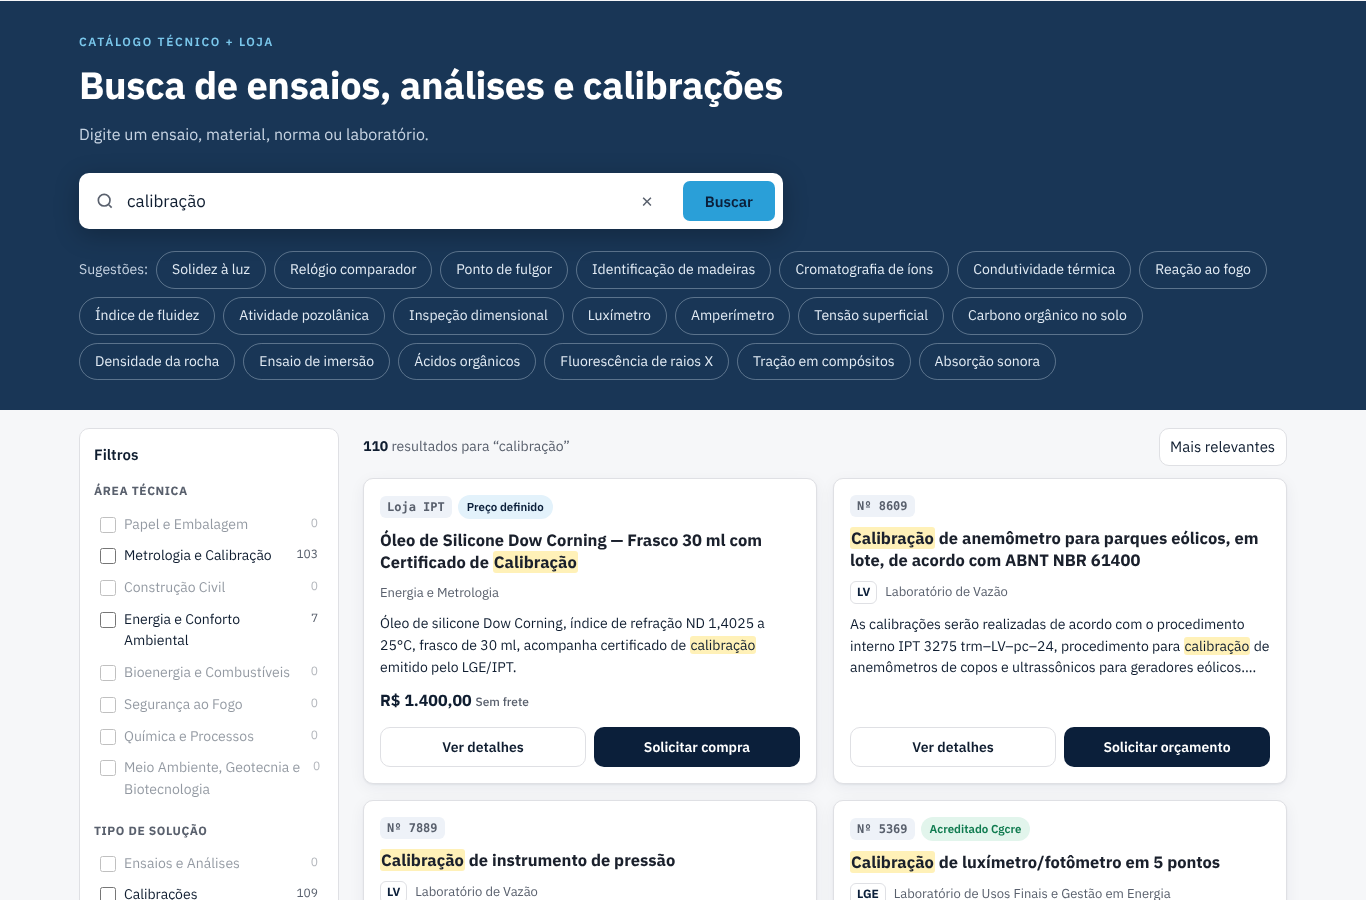 CATÁLOGO TÉCNICO + LOJA
Busca de ensaios, análises e calibrações
Digite um ensaio, material, norma ou laboratório.
calibração
×
Buscar
Sugestões:
Solidez à luz
Relógio comparador
Ponto de fulgor
Identificação de madeiras
Cromatografia de íons
Condutividade térmica
Reação ao fogo
Índice de fluidez
Atividade pozolânica
Inspeção dimensional
Luxímetro
Amperímetro
Tensão superficial
Carbono orgânico no solo
Densidade da rocha
Ensaio de imersão
Ácidos orgânicos
Fluorescência de raios X
Tração em compósitos
Absorção sonora
Filtros
ÁREA TÉCNICA
Papel e Embalagem 0
Metrologia e Calibração 103
Construção Civil 0
Energia e Conforto 7
Ambiental
Bioenergia e Combustíveis 0
Segurança ao Fogo 0
Química e Processos 0
Meio Ambiente, Geotecnia e 0
Biotecnologia
TIPO DE SOLUÇÃO
Ensaios e Análises 0
Calibrações 109
110 resultados para “calibração”
Mais relevantes
Loja IPT
Preço definido
Óleo de Silicone Dow Corning — Frasco 30 ml com
Certificado de Calibração
Energia e Metrologia
Óleo de silicone Dow Corning, índice de refração ND 1,4025 a
25°C, frasco de 30 ml, acompanha certificado de calibração
emitido pelo LGE/IPT.
R$ 1.400,00 Sem frete
Ver detalhes
Solicitar compra
Nº 8609
Calibração de anemômetro para parques eólicos, em
lote, de acordo com ABNT NBR 61400
LV Laboratório de Vazão
As calibrações serão realizadas de acordo com o procedimento
interno IPT 3275 trm–LV–pc–24, procedimento para calibração de
anemômetros de copos e ultrassônicos para geradores eólicos....
Ver detalhes
Solicitar orçamento
Nº 7889
Calibração de instrumento de pressão
LV Laboratório de Vazão
Nº 5369
Acreditado Cgcre
Calibração de luxímetro/fotômetro em 5 pontos
LGE Laboratório de Usos Finais e Gestão em Energia